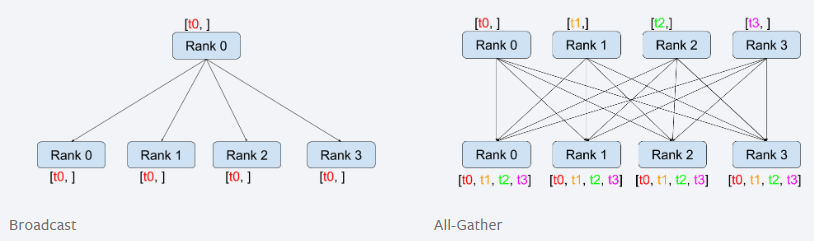 [t0, ]
Rank 0
Rank 0
Rank 1
Rank 2
Rank 3
[t0, ]
[t0, ]
[t0, ]
[t0, ]
Broadcast
[t0, ]
[t1,]
[t2,]
[t3, ]
Rank 0
Rank 1
Rank 2
Rank 3
Rank 0
Rank 1
Rank 2
Rank 3
[t0, t1, t2, t3]
[t0, t1, t2, t3]
[t0, t1, t2, t3]
[t0, t1, t2, t3]
All-Gather